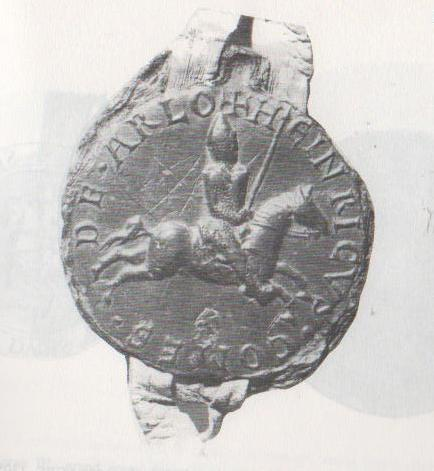 ✠ HEINRICVS · COMES · DE · ARLO